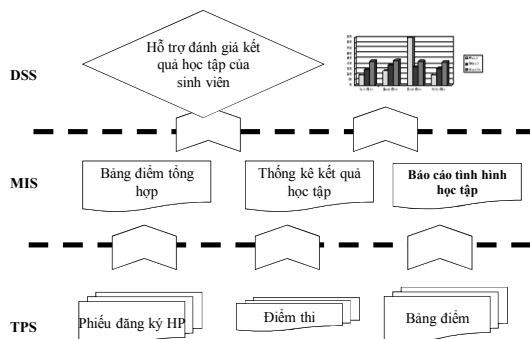 Hỗ trợ đánh giá kết
quả học tập của
sinh viên
DSS
MIS
Bảng điểm tổng
hợp
Thống kê kết quả
học tập
Báo cáo tình hình
học tập
TPS
Phiếu đăng ký HP
Điểm thi
Bảng điểm